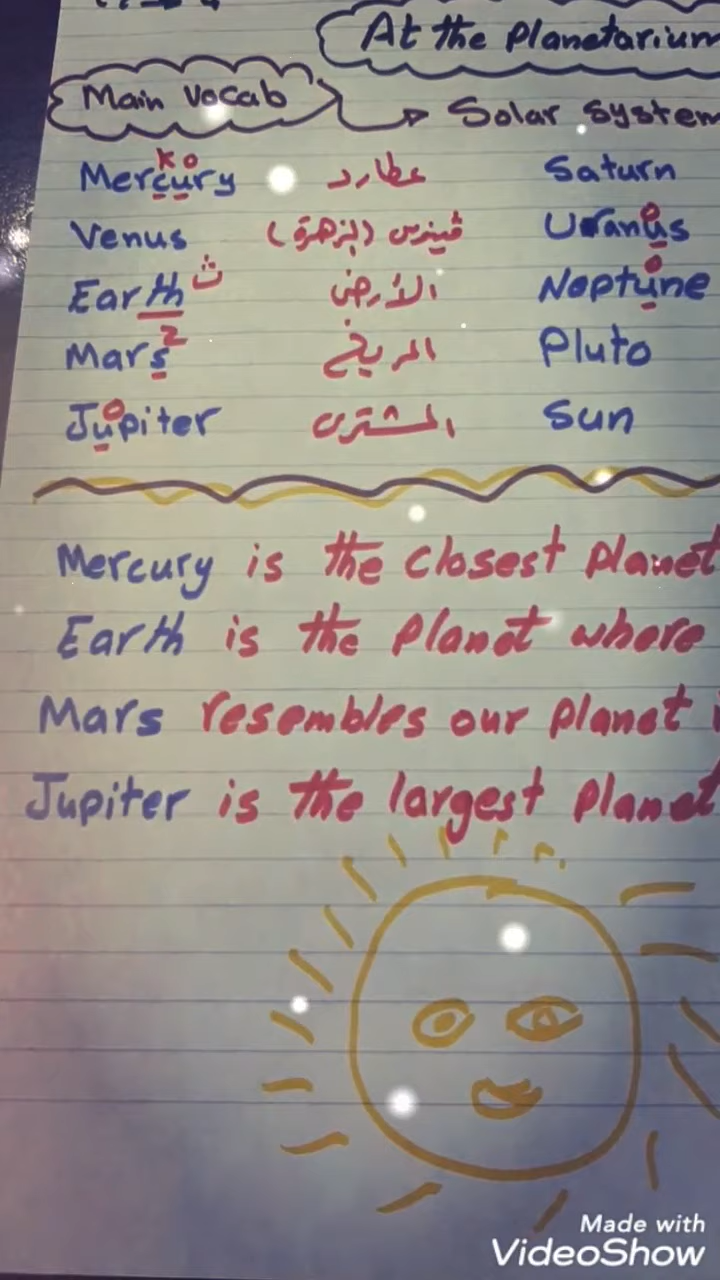 At the Planetarium
Main Vocab
Solar System
Mercury ko عطارد Saturn
Venus ڤينس (الزهرة) Uranus o
Earth ث الأرض Neptune o
Mars z المريخ Pluto
Jupiter o المشترى Sun
Mercury is the closest planet
Earth is the planet where
Mars resembles our planet
Jupiter is the largest planet
Made with
VideoShow